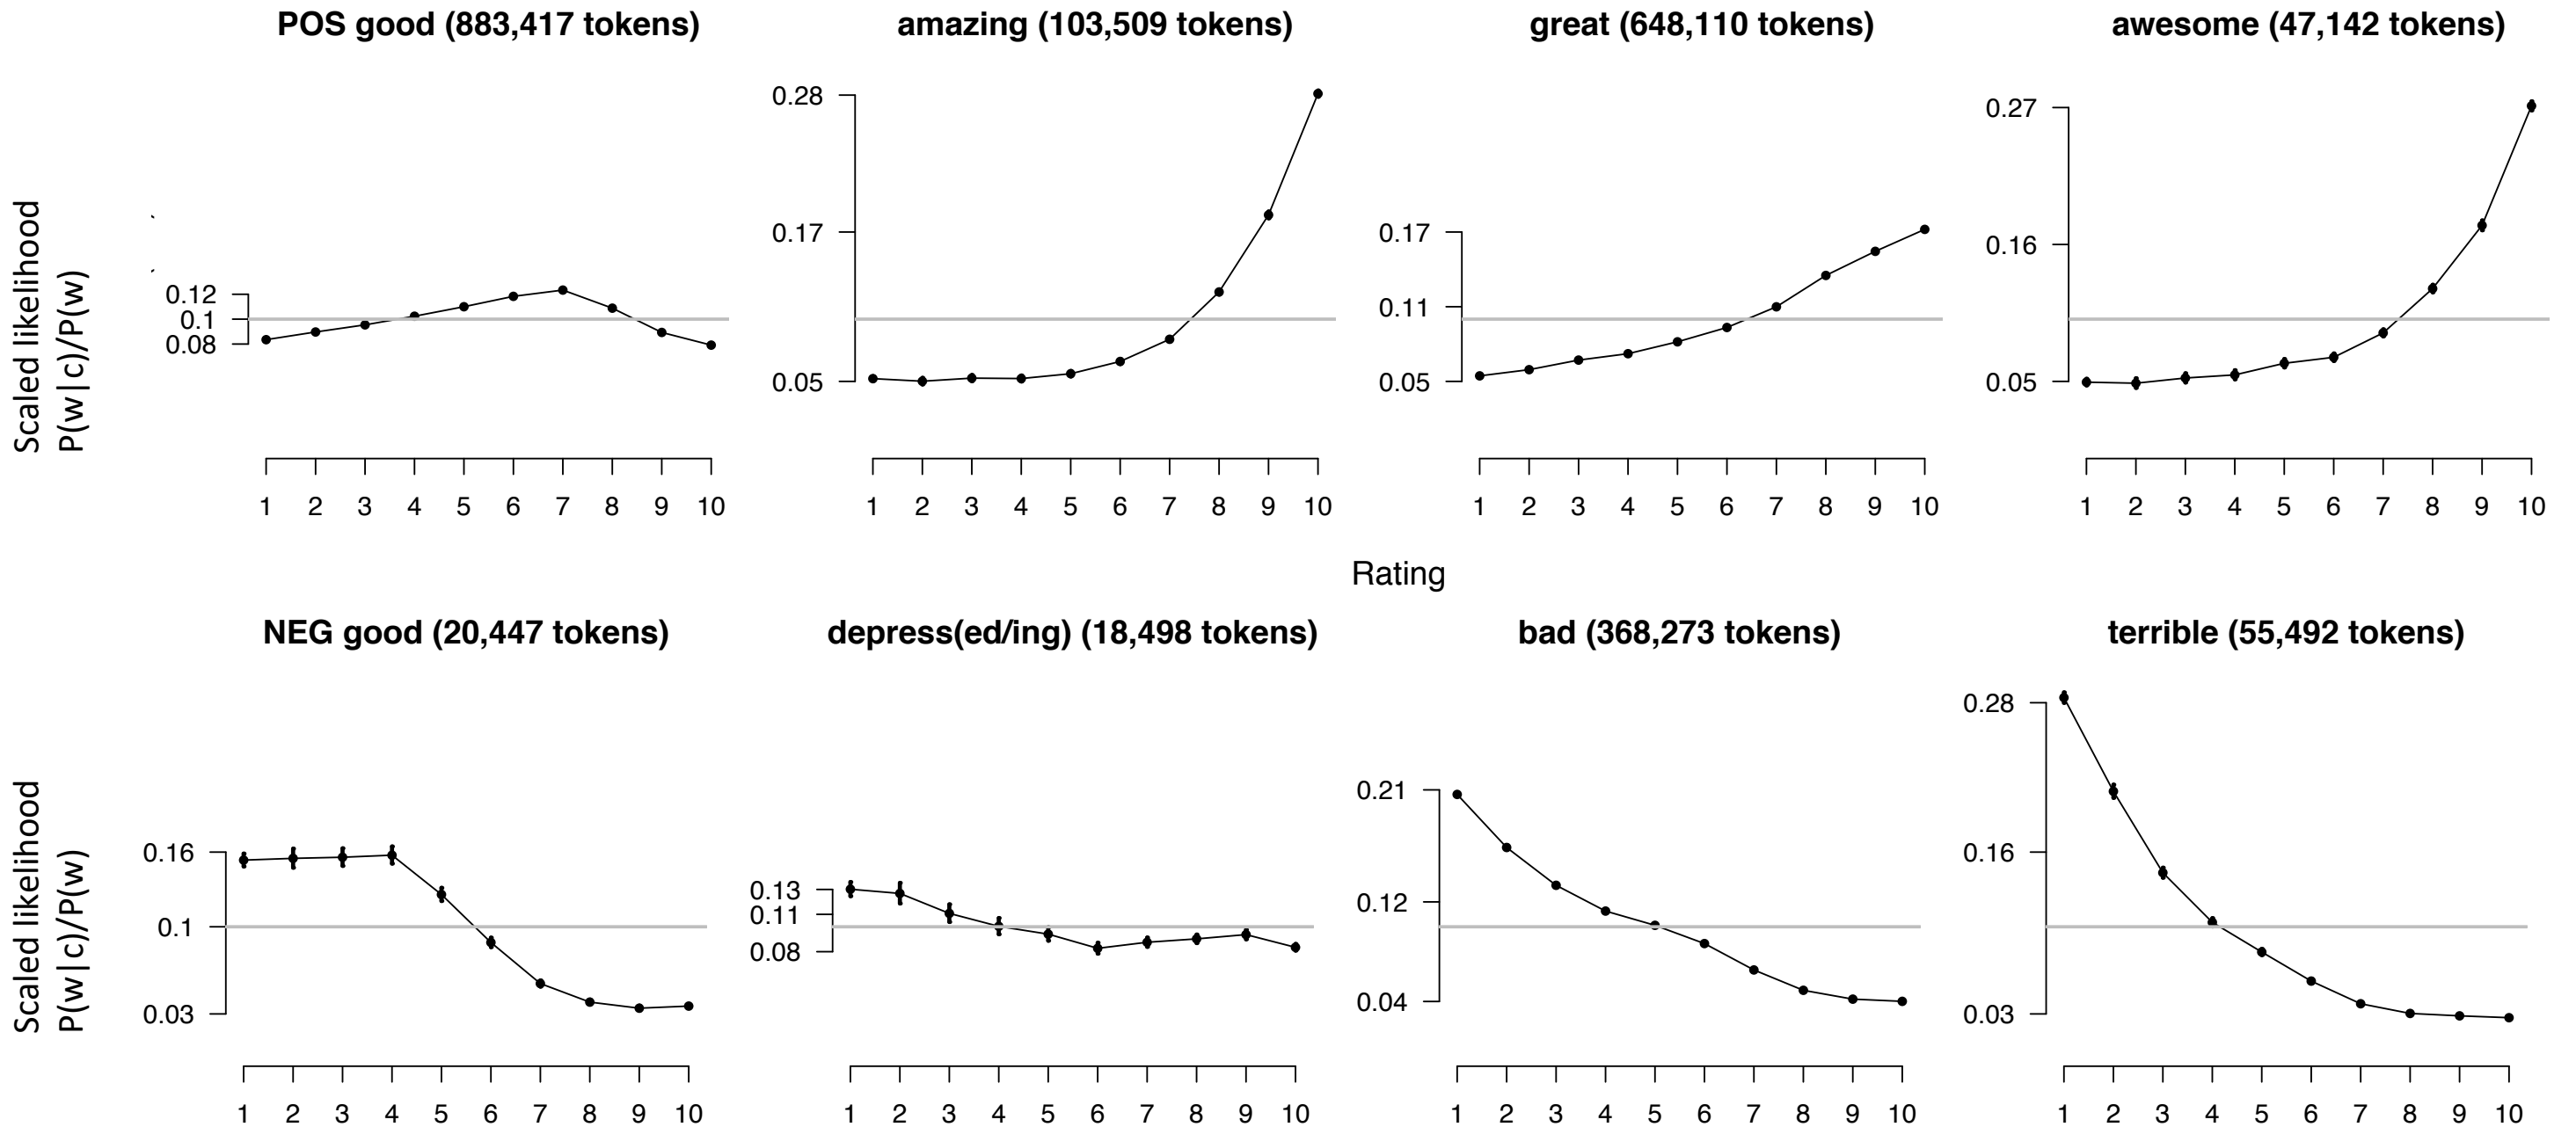 POS good (883,417 tokens)
amazing (103,509 tokens)
great (648,110 tokens)
awesome (47,142 tokens)
Scaled likelihood
P(w|c)/P(w)
0.12
0.1
0.08
1 2 3 4 5 6 7 8 9 10
0.28
0.17
0.05
1 2 3 4 5 6 7 8 9 10
0.17
0.11
0.05
1 2 3 4 5 6 7 8 9 10
0.27
0.16
0.05
1 2 3 4 5 6 7 8 9 10
Rating
NEG good (20,447 tokens)
depress(ed/ing) (18,498 tokens)
bad (368,273 tokens)
terrible (55,492 tokens)
Scaled likelihood
P(w|c)/P(w)
0.16
0.1
0.03
1 2 3 4 5 6 7 8 9 10
0.13
0.11
0.08
1 2 3 4 5 6 7 8 9 10
0.21
0.12
0.04
1 2 3 4 5 6 7 8 9 10
0.28
0.16
0.03
1 2 3 4 5 6 7 8 9 10